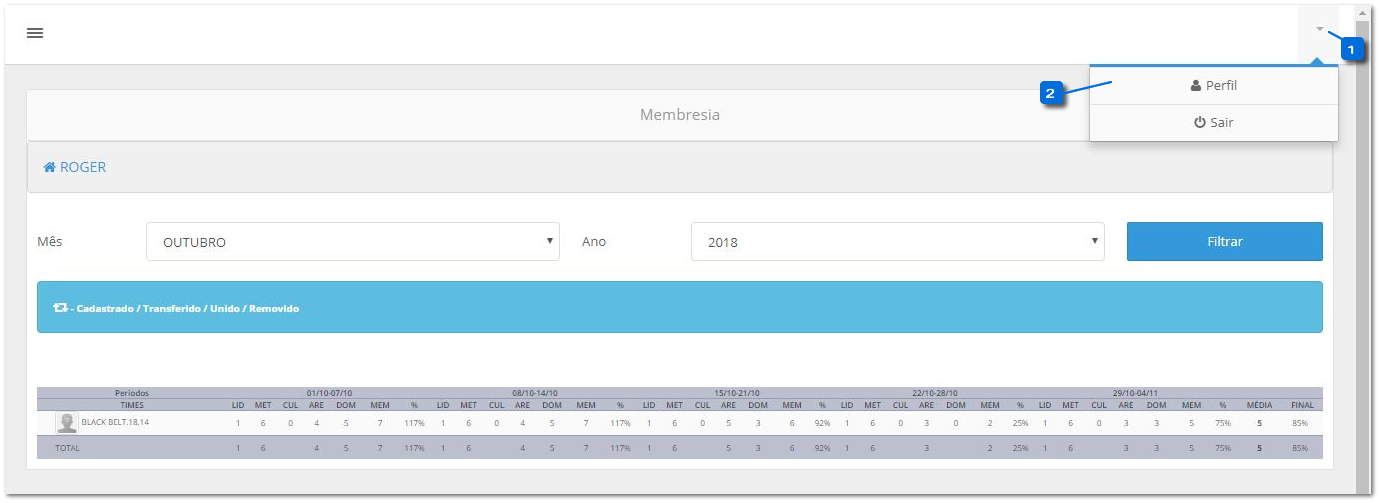 1
2
Perfil
Sair
Membresia
ROGER
Mês OUTUBRO Ano 2018 Filtrar
- Cadastrado / Transferido / Unido / Removido
Periodos 01/10-07/10 08/10-14/10 15/10-21/10 22/10-28/10 29/10-04/11
TIMES LID MET CUL ARE DOM MEM % LID MET CUL ARE DOM MEM % LID MET CUL ARE DOM MEM % LID MET CUL ARE DOM MEM % LID MET CUL ARE DOM MEM % MÉDIA FINAL
BLACK BELT.18.14 1 6 0 4 5 7 117% 1 6 0 4 5 7 117% 1 6 0 5 3 6 92% 1 6 0 3 0 2 25% 1 6 0 3 3 5 75% 5 85%
TOTAL 1 6 4 5 7 117% 1 6 4 5 7 117% 1 6 5 3 6 92% 1 6 3 2 25% 1 6 3 3 5 75% 5 85%